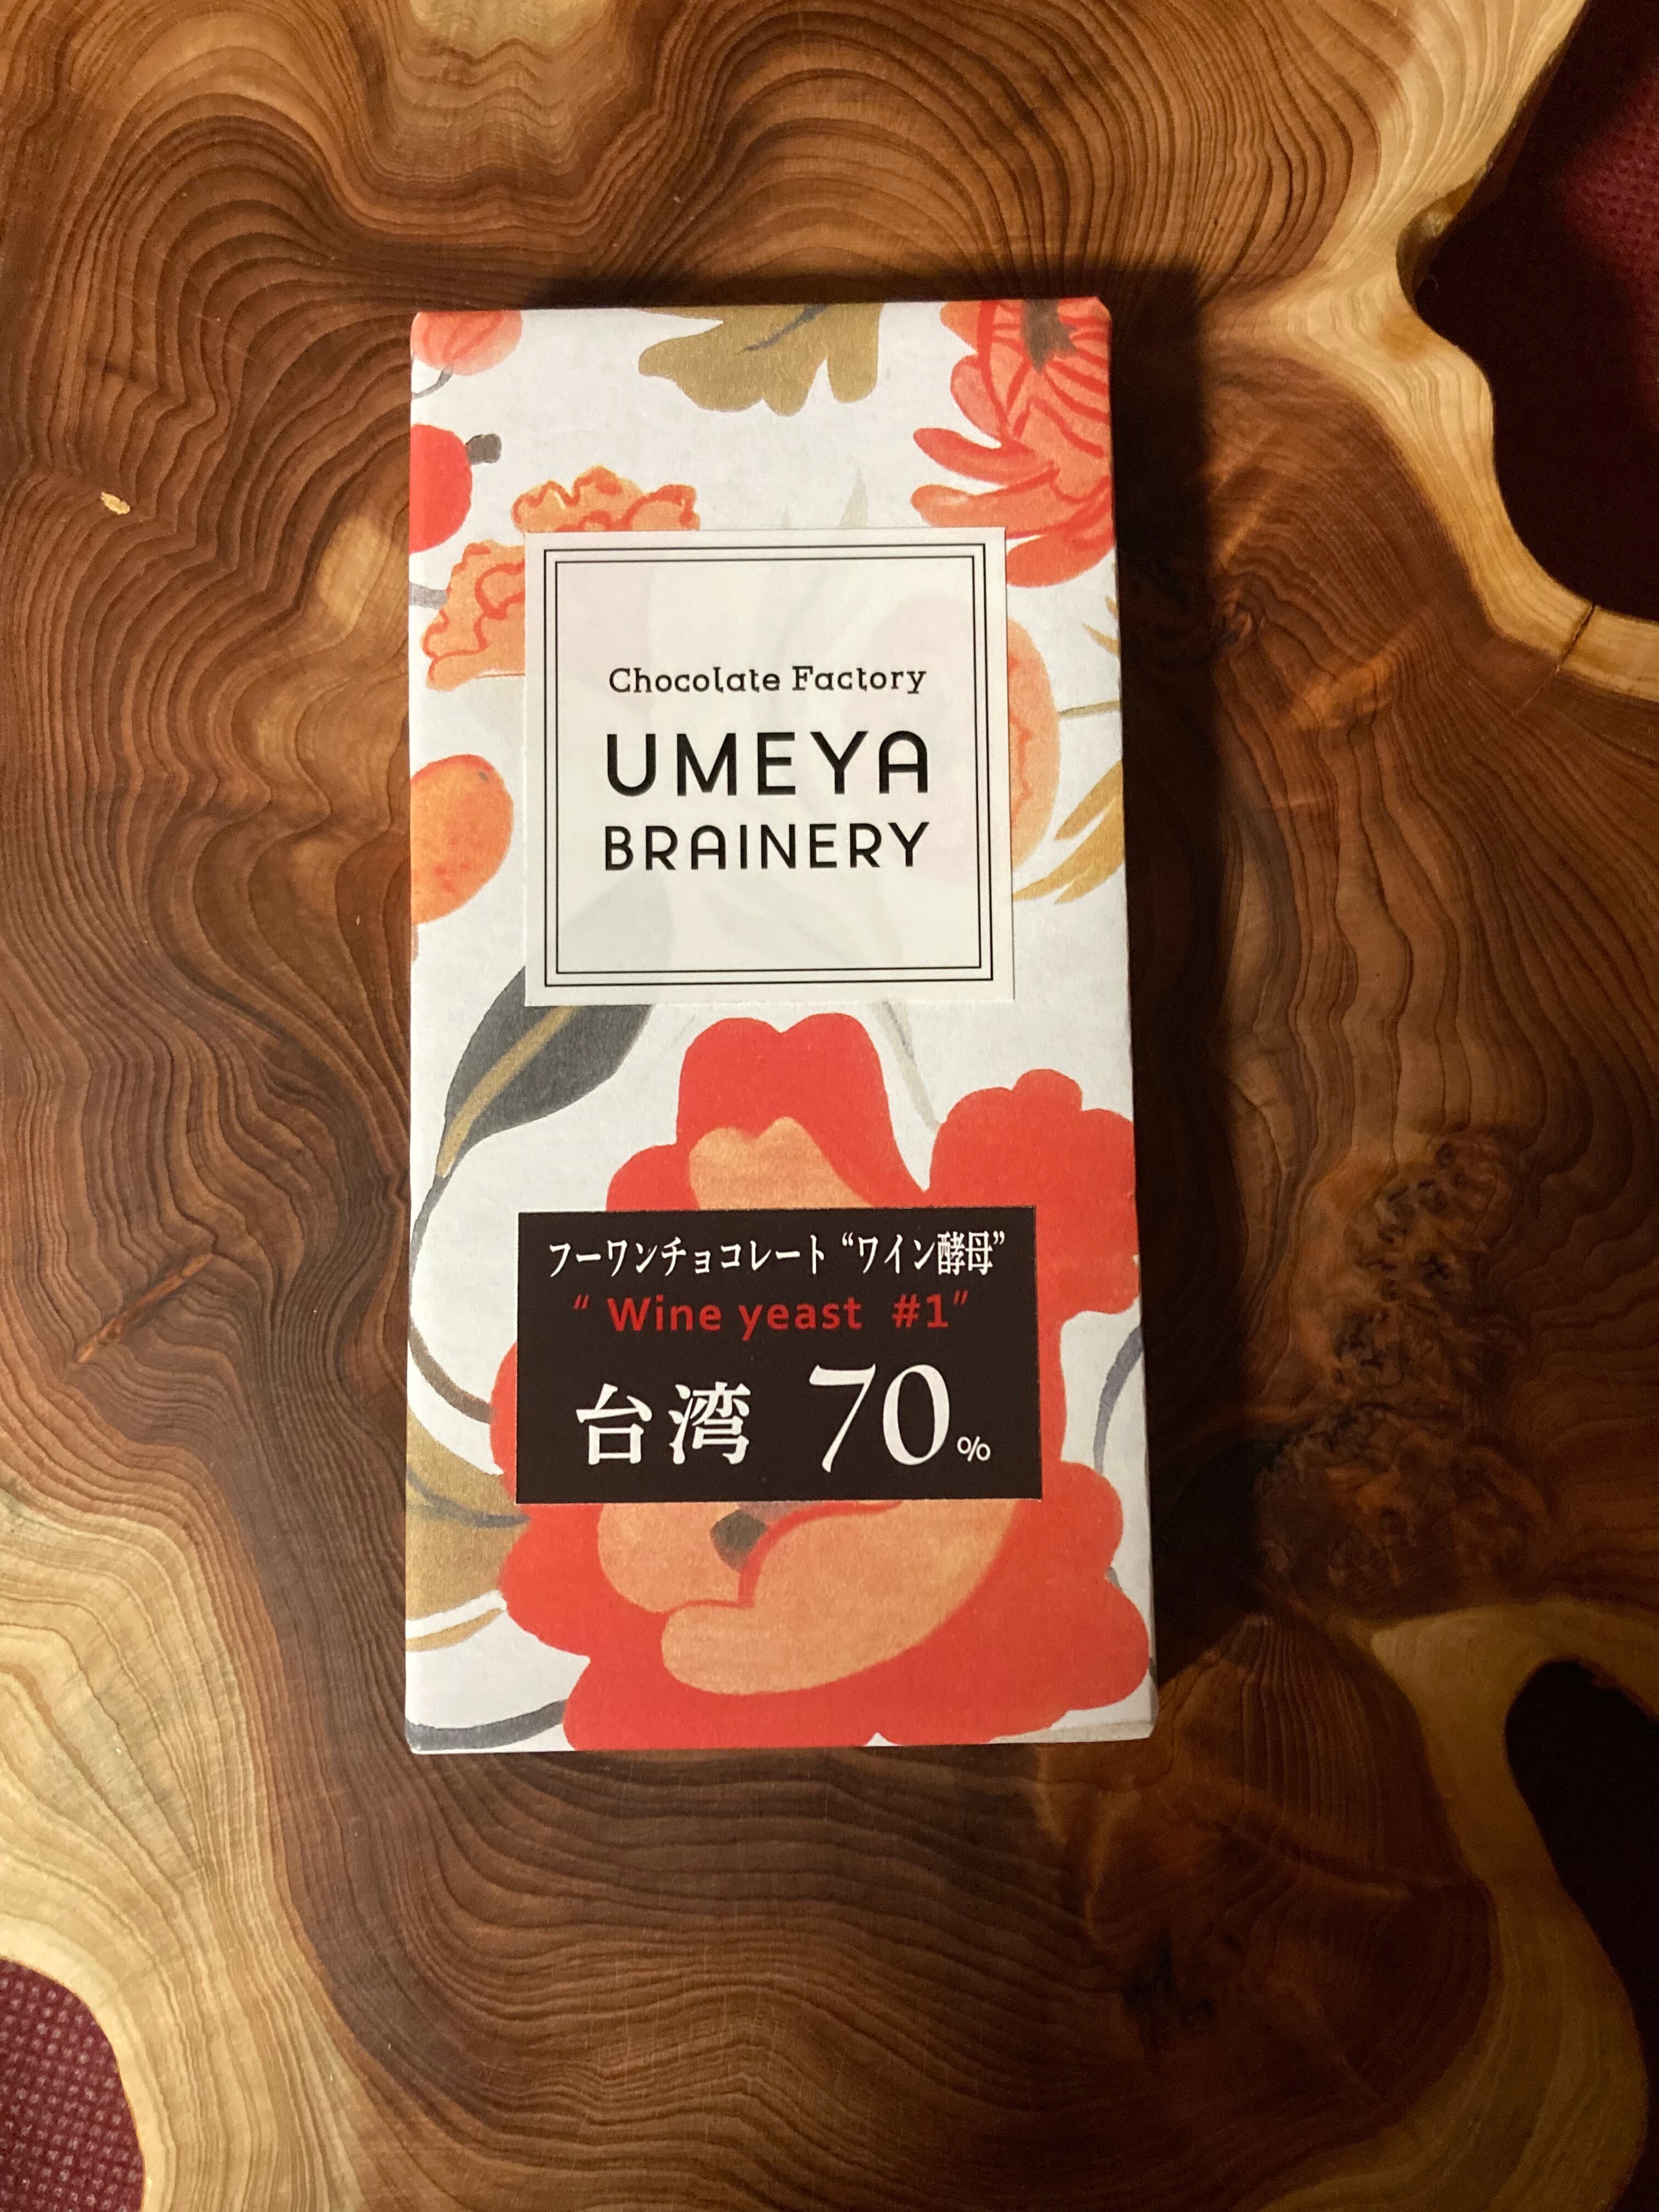 Chocolate Factory
UMEYA
BRAINERY
フーワンチョコレート “ワイン酵母”
“ Wine yeast #1”
台湾 70%